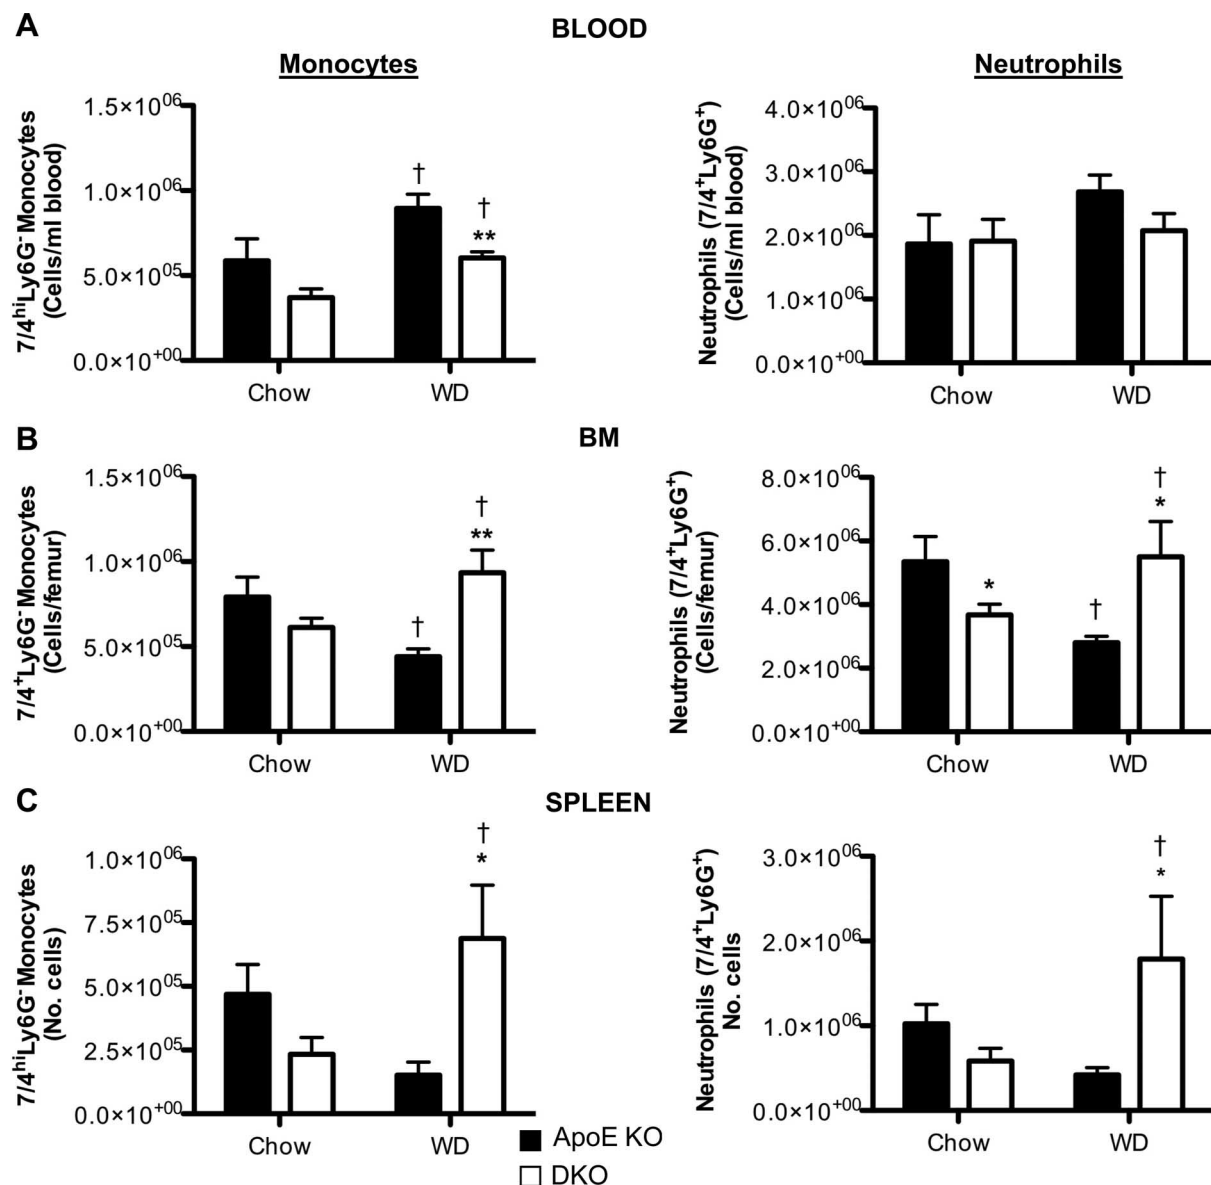 A
BLOOD
Monocytes
Neutrophils
7/4ʰⁱLy6G⁻ Monocytes
(Cells/ml blood)
1.5×10⁰⁶
1.0×10⁰⁶
5.0×10⁰⁵
0.0×10⁺⁰⁰
†
†
**
Chow
WD
Neutrophils (7/4⁺Ly6G⁺)
(Cells/ml blood)
4.0×10⁰⁶
3.0×10⁰⁶
2.0×10⁰⁶
1.0×10⁰⁶
0.0×10⁺⁰⁰
Chow
WD
B
BM
7/4⁺Ly6G⁻ Monocytes
(Cells/femur)
1.5×10⁰⁶
1.0×10⁰⁶
5.0×10⁰⁵
0.0×10⁺⁰⁰
†
†
**
Chow
WD
Neutrophils (7/4⁺Ly6G⁺)
(Cells/femur)
8.0×10⁰⁶
6.0×10⁰⁶
4.0×10⁰⁶
2.0×10⁰⁶
0.0×10⁺⁰⁰
*
†
†
*
Chow
WD
C
SPLEEN
7/4ʰⁱLy6G⁻ Monocytes
(No. cells)
1.0×10⁰⁶
7.5×10⁰⁵
5.0×10⁰⁵
2.5×10⁰⁵
0.0×10⁺⁰⁰
†
*
Chow
WD
Neutrophils (7/4⁺Ly6G⁺)
No. cells
3.0×10⁰⁶
2.0×10⁰⁶
1.0×10⁰⁶
0.0×10⁺⁰⁰
†
*
Chow
WD
ApoE KO
DKO